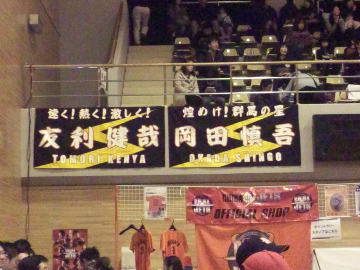 速く!熱く!激しく!
友利健哉
TOMORI KENYA
煌めけ!群馬の星
岡田慎吾
OKADA SHINGO
OFFICIAL SHOP